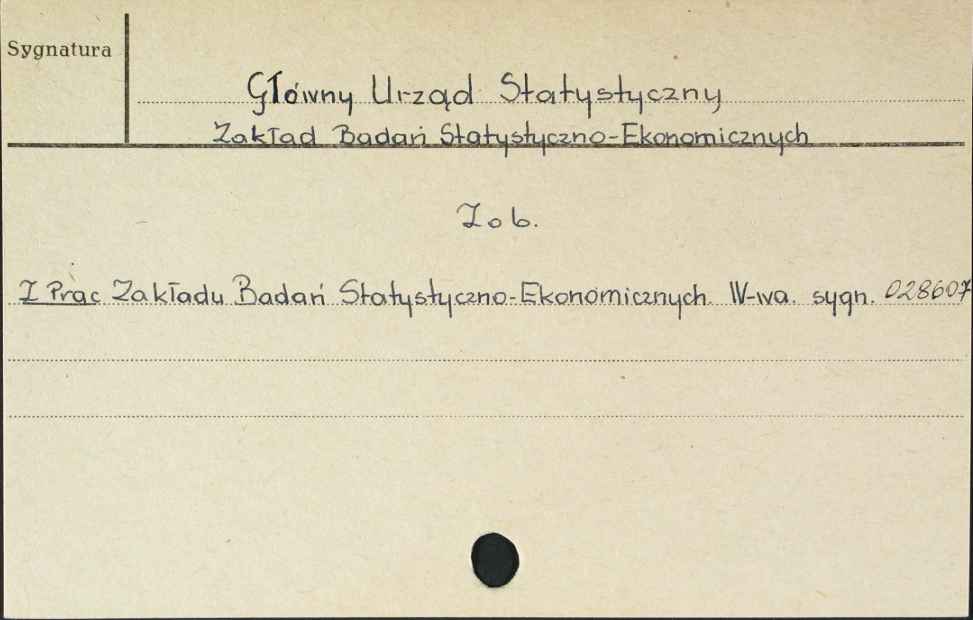 Sygnatura
Główny Urząd Statystyczny
Zakład Badań Statystyczno-Ekonomicznych
Zob.
Z Prac Zakładu Badań Statystyczno-Ekonomicznych. W-wa. sygn. 028607